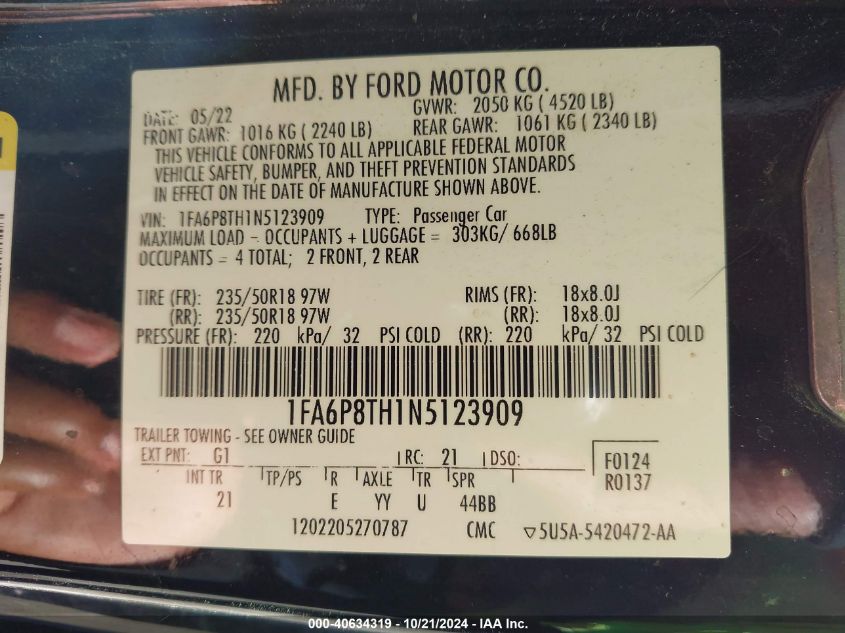 MFD. BY FORD MOTOR CO.
DATE: 05/22
GVWR: 2050 KG ( 4520 LB)
FRONT GAWR: 1016 KG ( 2240 LB)
REAR GAWR: 1061 KG ( 2340 LB)
THIS VEHICLE CONFORMS TO ALL APPLICABLE FEDERAL MOTOR
VEHICLE SAFETY, BUMPER, AND THEFT PREVENTION STANDARDS
IN EFFECT ON THE DATE OF MANUFACTURE SHOWN ABOVE.
VIN: 1FA6P8TH1N5123909 TYPE: Passenger Car
MAXIMUM LOAD - OCCUPANTS + LUGGAGE = 303KG/ 668LB
OCCUPANTS = 4 TOTAL; 2 FRONT, 2 REAR
TIRE (FR): 235/50R18 97W RIMS (FR): 18x8.0J
(RR): 235/50R18 97W (RR): 18x8.0J
PRESSURE (FR): 220 kPa/ 32 PSI COLD (RR): 220 kPa/ 32 PSI COLD
1FA6P8TH1N5123909
TRAILER TOWING - SEE OWNER GUIDE
EXT PNT: G1 RC: 21 DSO: F0124
INT TR TP/PS R AXLE TR SPR R0137
21 E YY U 44BB
1202205270787 CMC ▽5U5A-5420472-AA
000-40634319 - 10/21/2024 - IAA Inc.